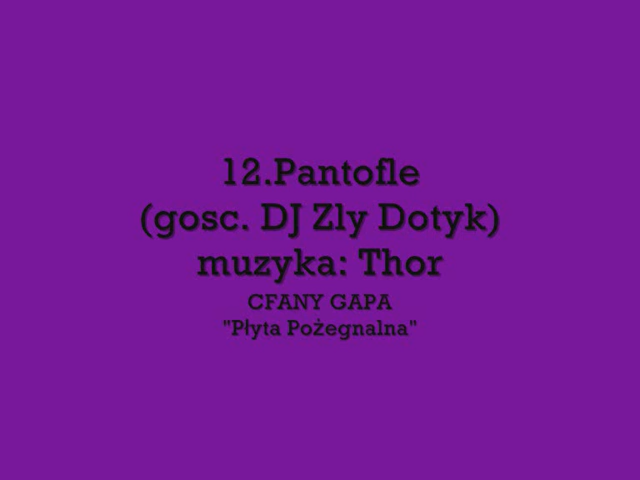 12.Pantofle
(gosc. DJ Zly Dotyk)
muzyka: Thor
CFANY GAPA
"Płyta Pożegnalna"